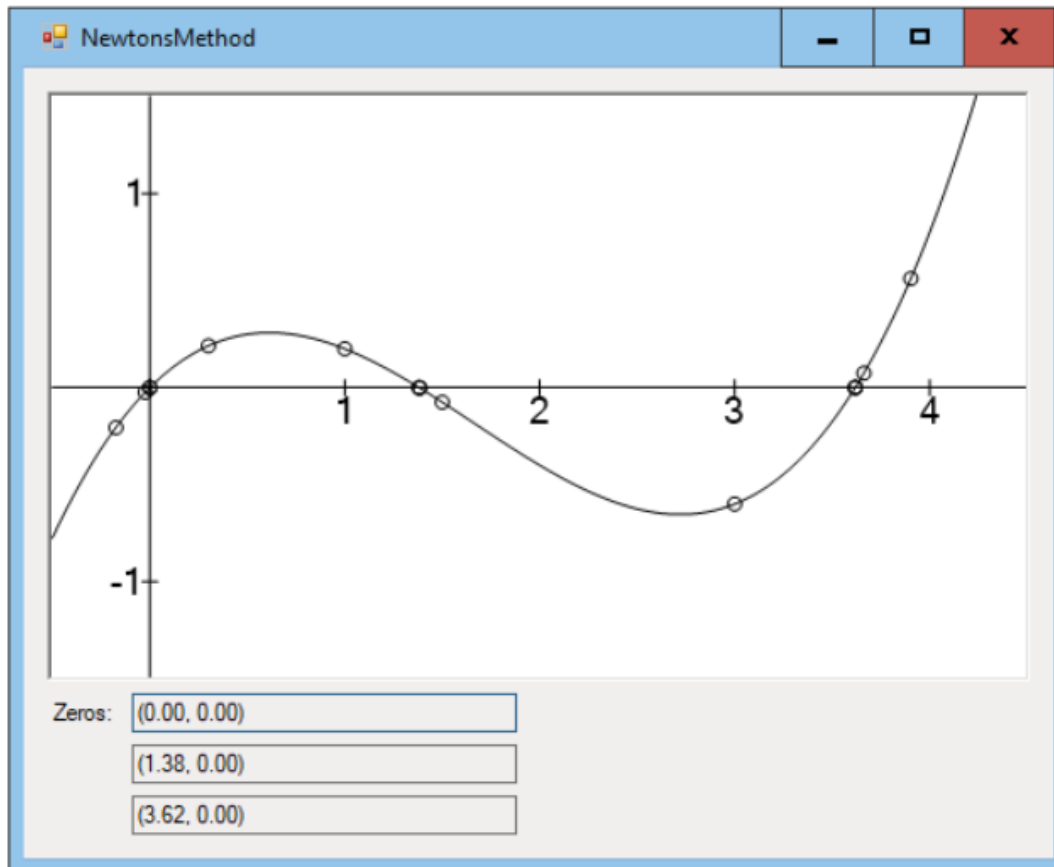 NewtonsMethod
1
1 2 3 4
-1
Zeros: (0.00, 0.00)
(1.38, 0.00)
(3.62, 0.00)